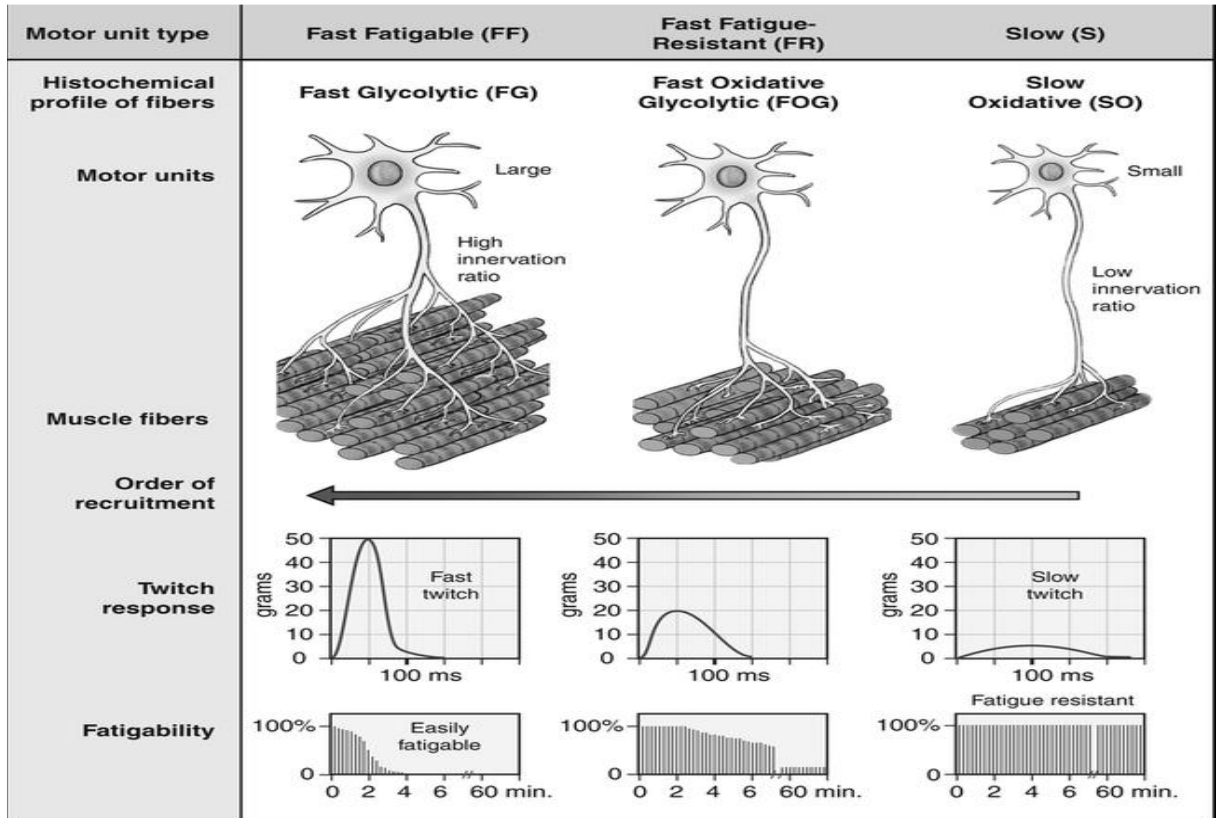 Motor unit type
Fast Fatigable (FF)
Fast Fatigue-
Resistant (FR)
Slow (S)
Histochemical
profile of fibers
Fast Glycolytic (FG)
Fast Oxidative
Glycolytic (FOG)
Slow
Oxidative (SO)
Motor units
Large
Small
High
innervation
ratio
Low
innervation
ratio
Muscle fibers
Order of
recruitment
Twitch
response
grams
50
40
30
20
10
0
Fast
twitch
100 ms
grams
50
40
30
20
10
0
100 ms
grams
50
40
30
20
10
0
Slow
twitch
100 ms
Fatigability
100%
0
Easily
fatigable
0 2 4 6 60 min.
100%
0
0 2 4 6 60 min.
Fatigue resistant
100%
0
0 2 4 6 60 min.